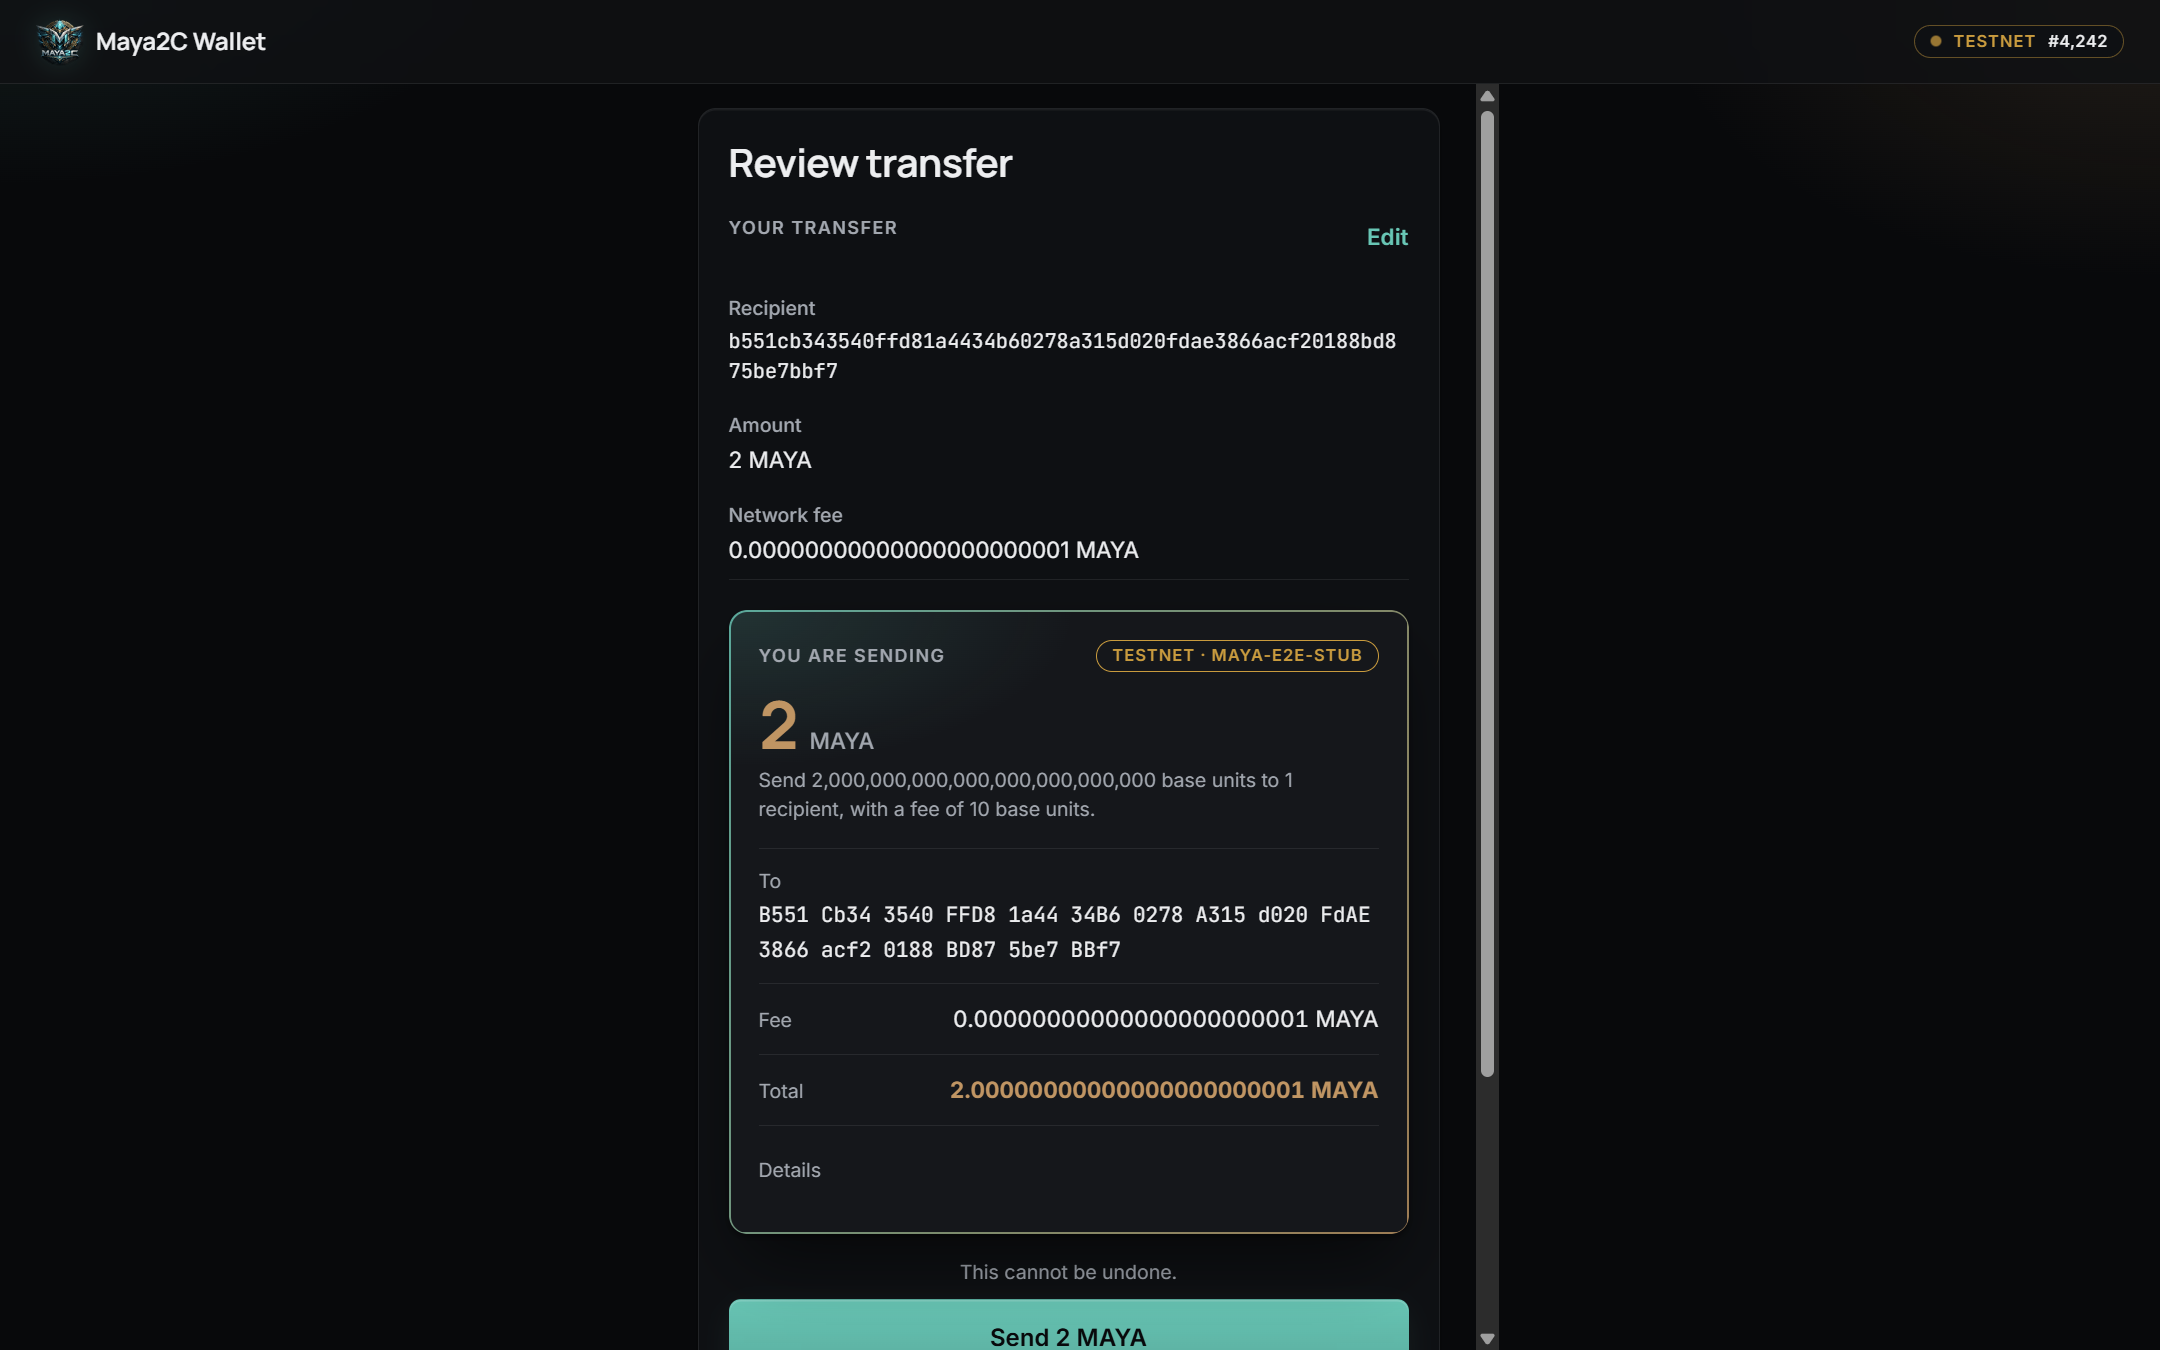 MAYA2C
Maya2C Wallet
TESTNET #4,242
Review transfer
YOUR TRANSFER
Edit
Recipient
b551cb343540ffd81a4434b60278a315d020fdae3866acf20188bd8
75be7bbf7
Amount
2 MAYA
Network fee
0.00000000000000000000001 MAYA
YOU ARE SENDING
TESTNET · MAYA-E2E-STUB
2 MAYA
Send 2,000,000,000,000,000,000,000,000 base units to 1
recipient, with a fee of 10 base units.
To
B551 Cb34 3540 FFD8 1a44 34B6 0278 A315 d020 FdAE
3866 acf2 0188 BD87 5be7 BBf7
Fee
0.00000000000000000000001 MAYA
Total
2.00000000000000000000001 MAYA
Details
This cannot be undone.
Send 2 MAYA